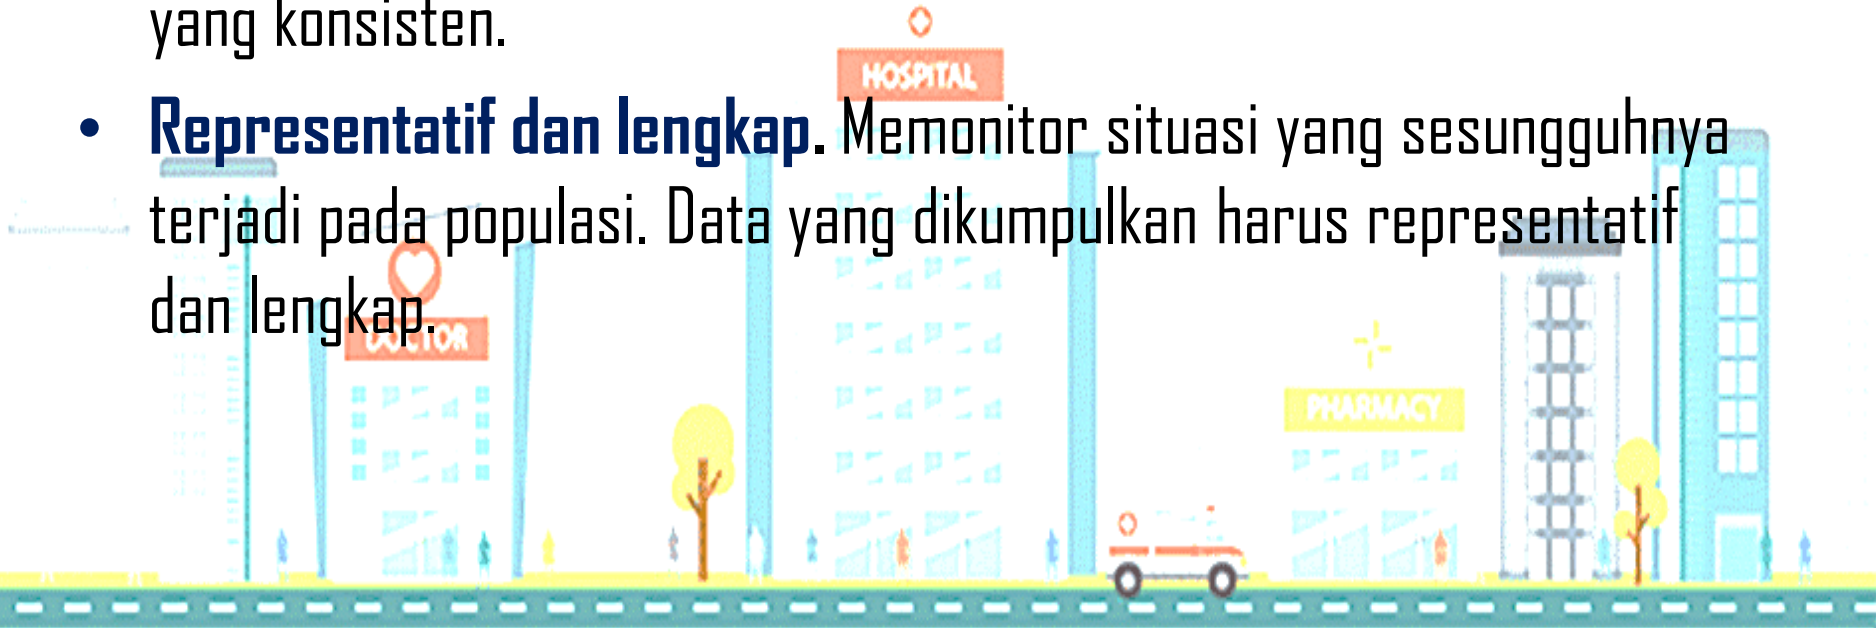 yang konsisten.
HOSPITAL
• Representatif dan lengkap. Memonitor situasi yang sesungguhnya
terjadi pada populasi. Data yang dikumpulkan harus representatif
dan lengkap.
DOCTOR
PHARMACY